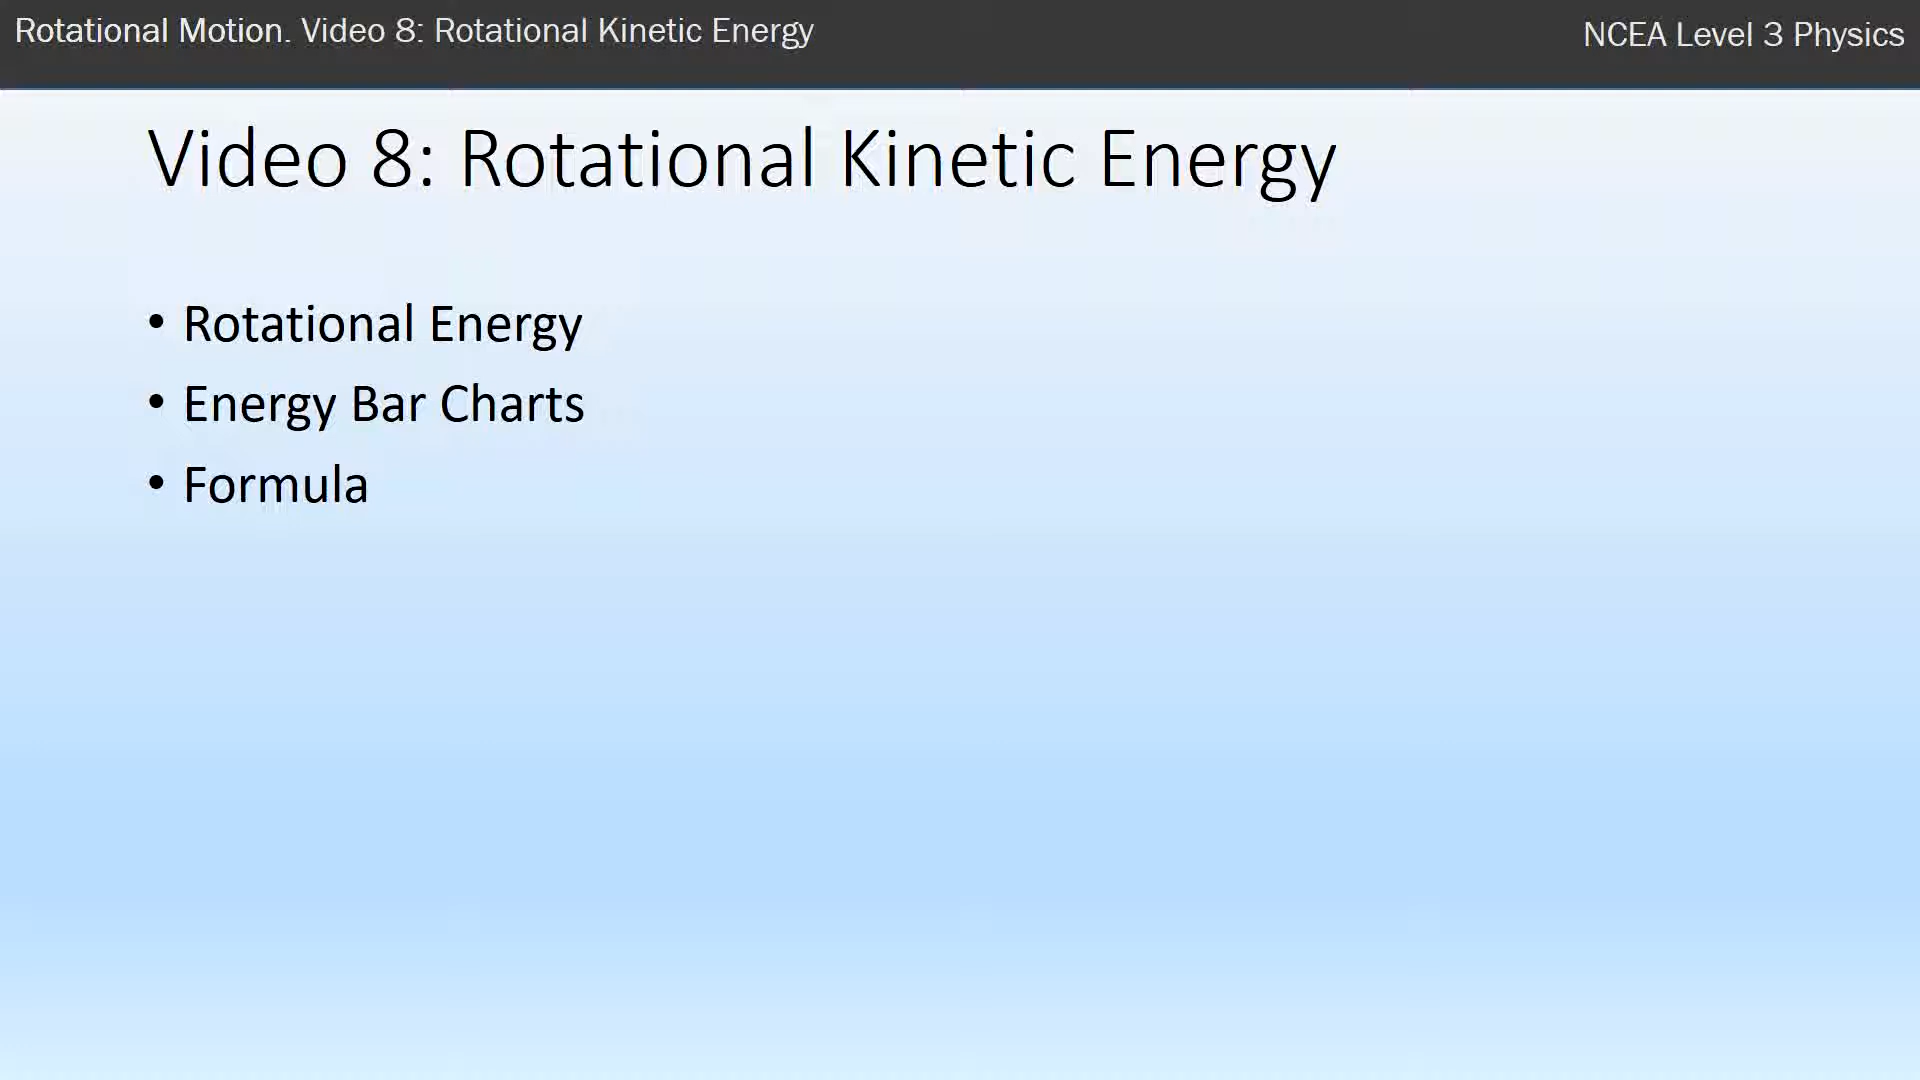 Rotational Motion. Video 8: Rotational Kinetic Energy
NCEA Level 3 Physics
Video 8: Rotational Kinetic Energy
• Rotational Energy
• Energy Bar Charts
• Formula